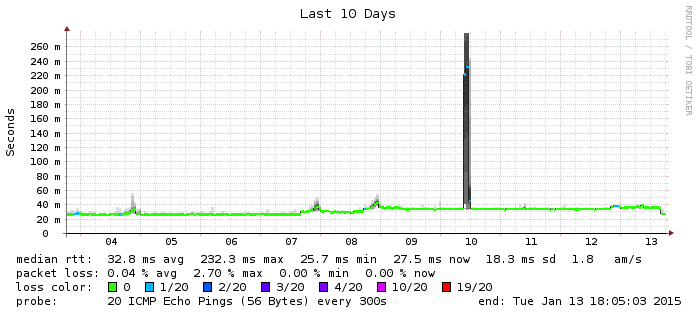 Last 10 Days
RRDTOOL / TOBI OETIKER
Seconds
260 m
240 m
220 m
200 m
180 m
160 m
140 m
120 m
100 m
80 m
60 m
40 m
20 m
0
04 05 06 07 08 09 10 11 12 13
median rtt: 32.8 ms avg 232.3 ms max 25.7 ms min 27.5 ms now 18.3 ms sd 1.8 am/s
packet loss: 0.04 % avg 2.70 % max 0.00 % min 0.00 % now
loss color: 0 1/20 2/20 3/20 4/20 10/20 19/20
probe: 20 ICMP Echo Pings (56 Bytes) every 300s end: Tue Jan 13 18:05:03 2015